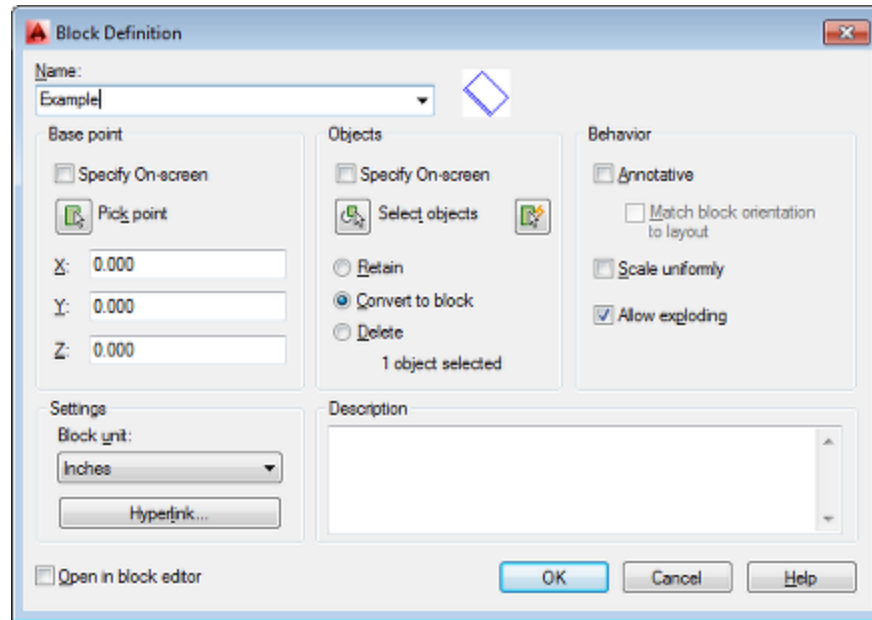 Block Definition
Name:
Example
Base point
Specify On-screen
Pick point
X: 0.000
Y: 0.000
Z: 0.000
Objects
Specify On-screen
Select objects
Retain
Convert to block
Delete
1 object selected
Behavior
Annotative
Match block orientation
to layout
Scale uniformly
Allow exploding
Settings
Block unit:
Inches
Hyperlink...
Description
Open in block editor
OK
Cancel
Help